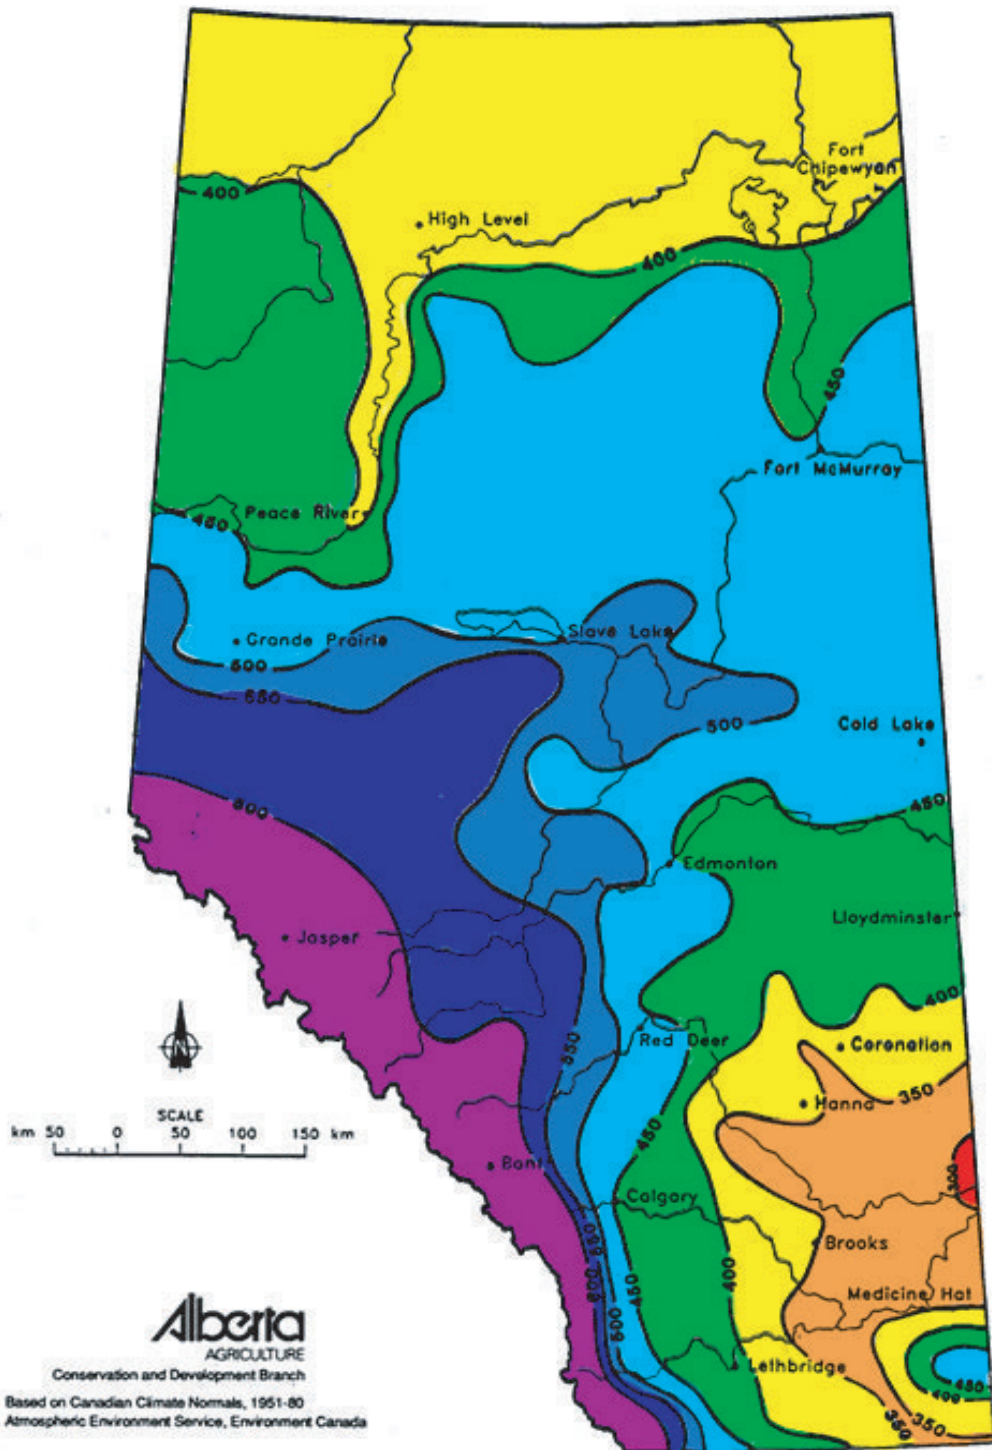 Fort
Chipewyan
400
High Level
400
450
Fort McMurray
Peace River
450
Grande Prairie
Slave Lake
500
550
500
Cold Lake
600
450
Edmonton
Lloydminster
Jasper
400
Red Deer
550
Coronation
N
Hanna
350
SCALE
km 50 0 50 100 150 km
450
Banff
300
Calgary
550
Brooks
600
450
400
Medicine Hat
500
Lethbridge
450
400
350
350
Alberta
AGRICULTURE
Conservation and Development Branch
Based on Canadian Climate Normals, 1951-80
Atmospheric Environment Service, Environment Canada